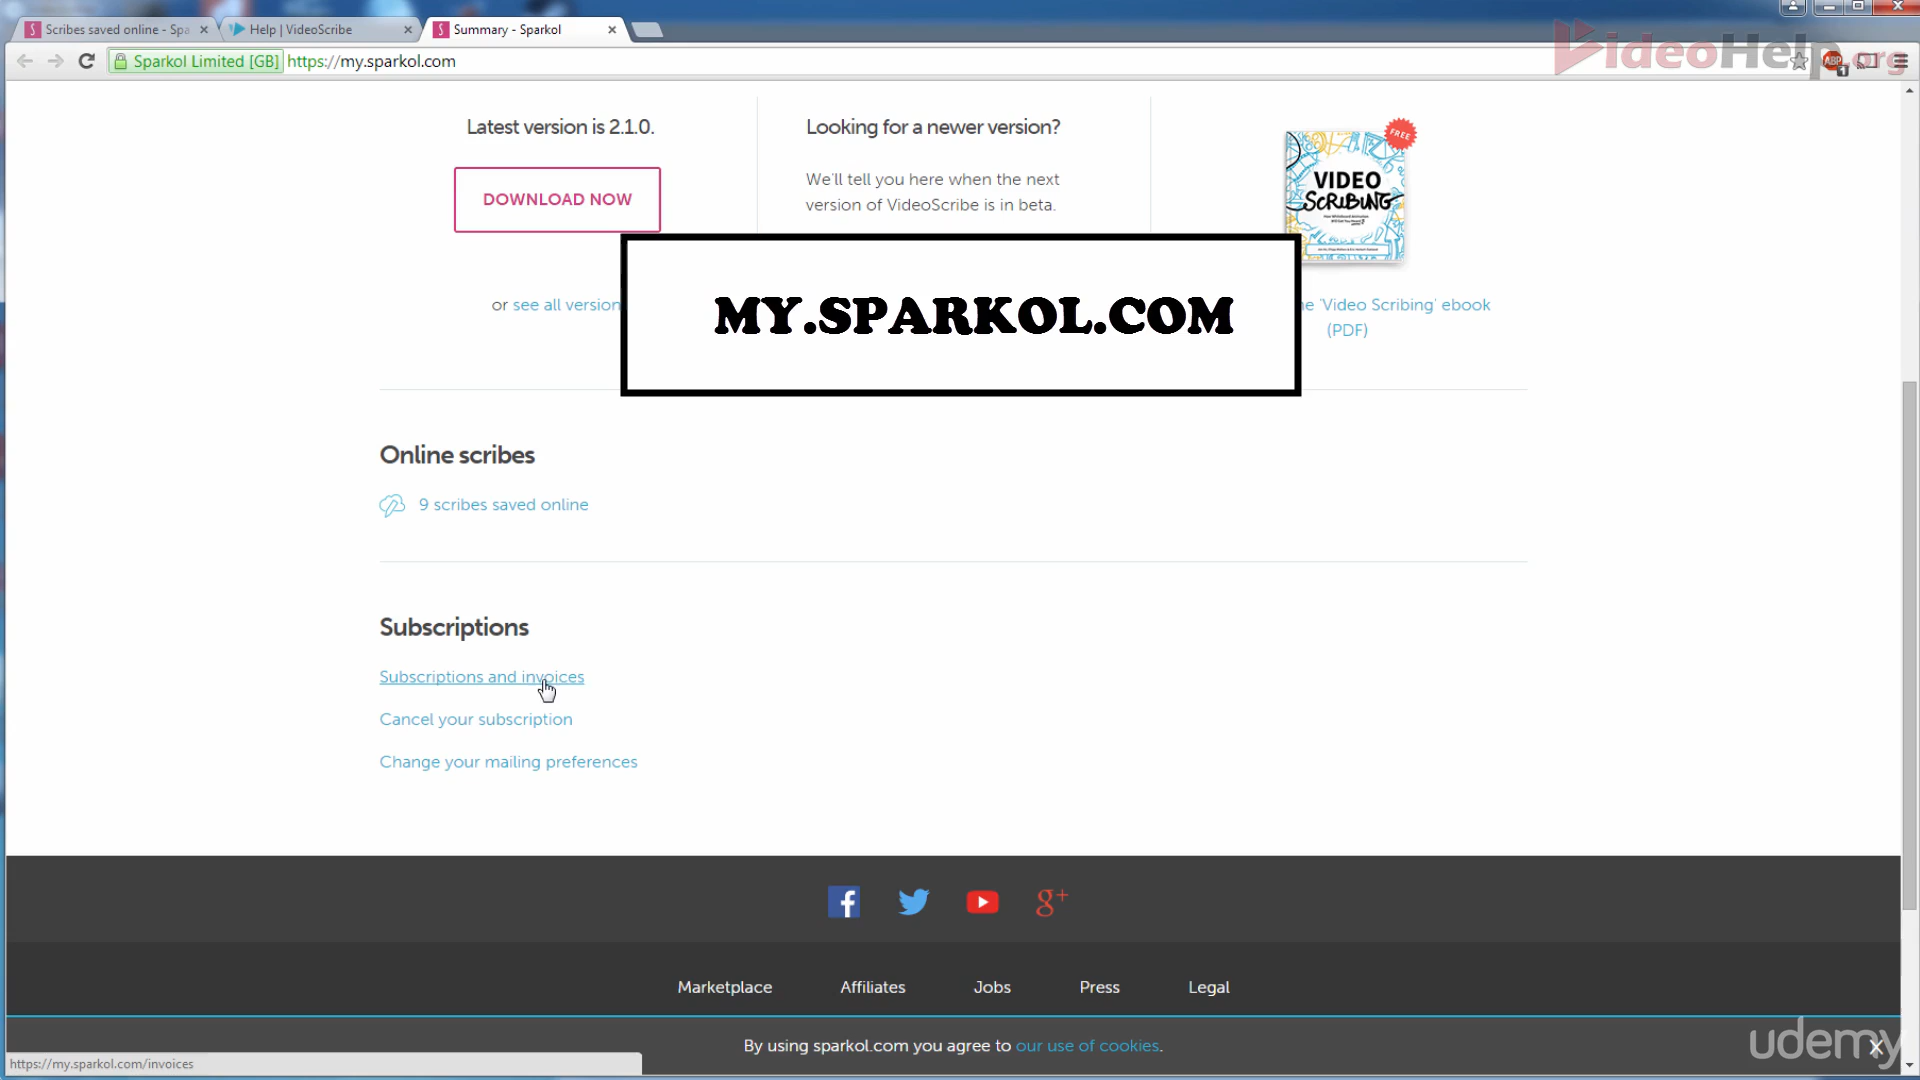 Scribes saved online - Spa
Help | VideoScribe
Summary - Sparkol
Sparkol Limited [GB] https://my.sparkol.com
VideoHelp.org
ABP
1
Latest version is 2.1.0.
DOWNLOAD NOW
or see all version
Looking for a newer version?
We'll tell you here when the next
version of VideoScribe is in beta.
FREE
VIDEO
SCRIBING
'Video Scribing' ebook
(PDF)
MY.SPARKOL.COM
Online scribes
9 scribes saved online
Subscriptions
Subscriptions and invoices
Cancel your subscription
Change your mailing preferences
Marketplace
Affiliates
Jobs
Press
Legal
By using sparkol.com you agree to our use of cookies.
https://my.sparkol.com/invoices
udemy